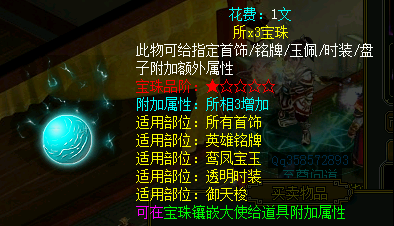 花费：1文
所x3宝珠
此物可给指定首饰/铭牌/玉佩/时装/盘
子附加额外属性
宝珠品阶：★☆☆☆☆
附加属性：所相3增加
适用部位：所有首饰
适用部位：英雄铭牌
适用部位：鸾凤宝玉
适用部位：透明时装
适用部位：御天梭
可在宝珠镶嵌大使给道具附加属性
Qq358572893
买卖物品